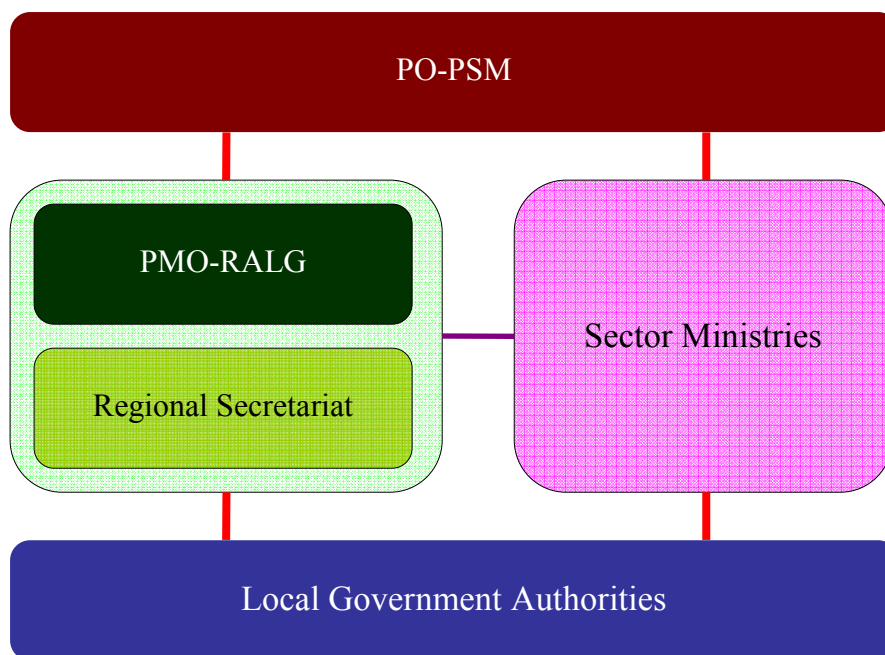 PO-PSM
PMO-RALG
Sector Ministries
Regional Secretariat
Local Government Authorities